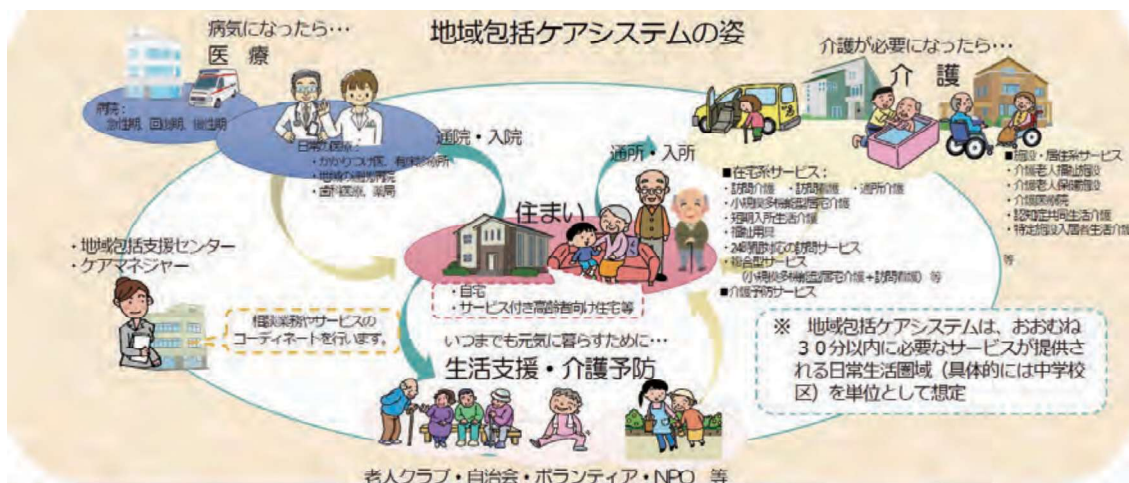 地域包括ケアシステムの姿
病気になったら…
医 療
病院：
急性期、回復期、慢性期
日常の医療：
・かかりつけ医、有床診療所
・地域の連携病院
・歯科医療、薬局
通院・入院
介護が必要になったら…
介 護
通所・入所
■在宅系サービス：
・訪問介護 ・訪問看護 ・通所介護
・小規模多機能型居宅介護
・短期入所生活介護
・福祉用具
・24時間対応の訪問サービス
・複合型サービス
（小規模多機能型居宅介護＋訪問看護）等
■介護予防サービス
■施設・居住系サービス
・介護老人福祉施設
・介護老人保健施設
・介護医療院
・認知症共同生活介護
・特定施設入居者生活介護
等
住まい
・自宅
・サービス付き高齢者向け住宅等
・地域包括支援センター
・ケアマネジャー
相談業務やサービスの
コーディネートを行います。
いつまでも元気に暮らすために…
生活支援・介護予防
老人クラブ・自治会・ボランティア・NPO 等
※ 地域包括ケアシステムは、おおむね
３０分以内に必要なサービスが提供さ
れる日常生活圏域（具体的には中学校
区）を単位として想定